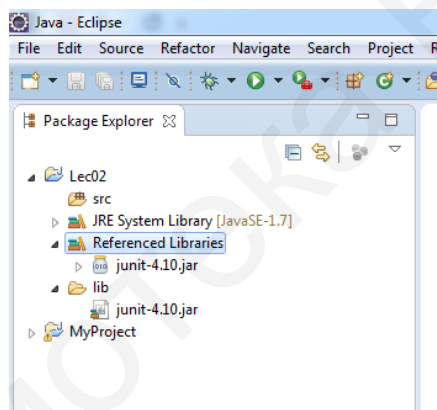 Java - Eclipse
File Edit Source Refactor Navigate Search Project R
Package Explorer
Lec02
src
JRE System Library [JavaSE-1.7]
Referenced Libraries
junit-4.10.jar
lib
junit-4.10.jar
MyProject